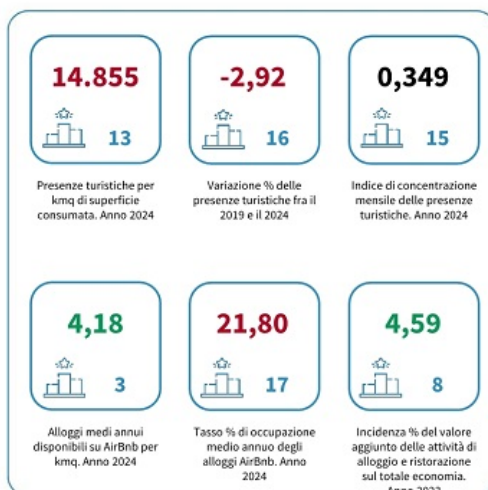 14.855
13
Presenze turistiche per
kmq di superficie
consumata. Anno 2024
-2,92
16
Variazione % delle
presenze turistiche fra il
2019 e il 2024
0,349
15
Indice di concentrazione
mensile delle presenze
turistiche. Anno 2024
4,18
3
Alloggi medi annui
disponibili su AirBnb per
kmq. Anno 2024
21,80
17
Tasso % di occupazione
medio annuo degli
alloggi AirBnb. Anno
2024
4,59
8
Incidenza % del valore
aggiunto delle attività di
alloggio e ristorazione
sul totale economia.